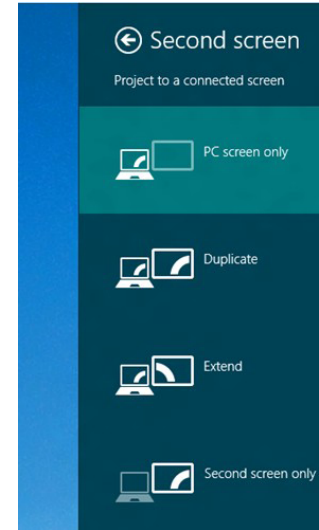 Second screen
Project to a connected screen
PC screen only
Duplicate
Extend
Second screen only